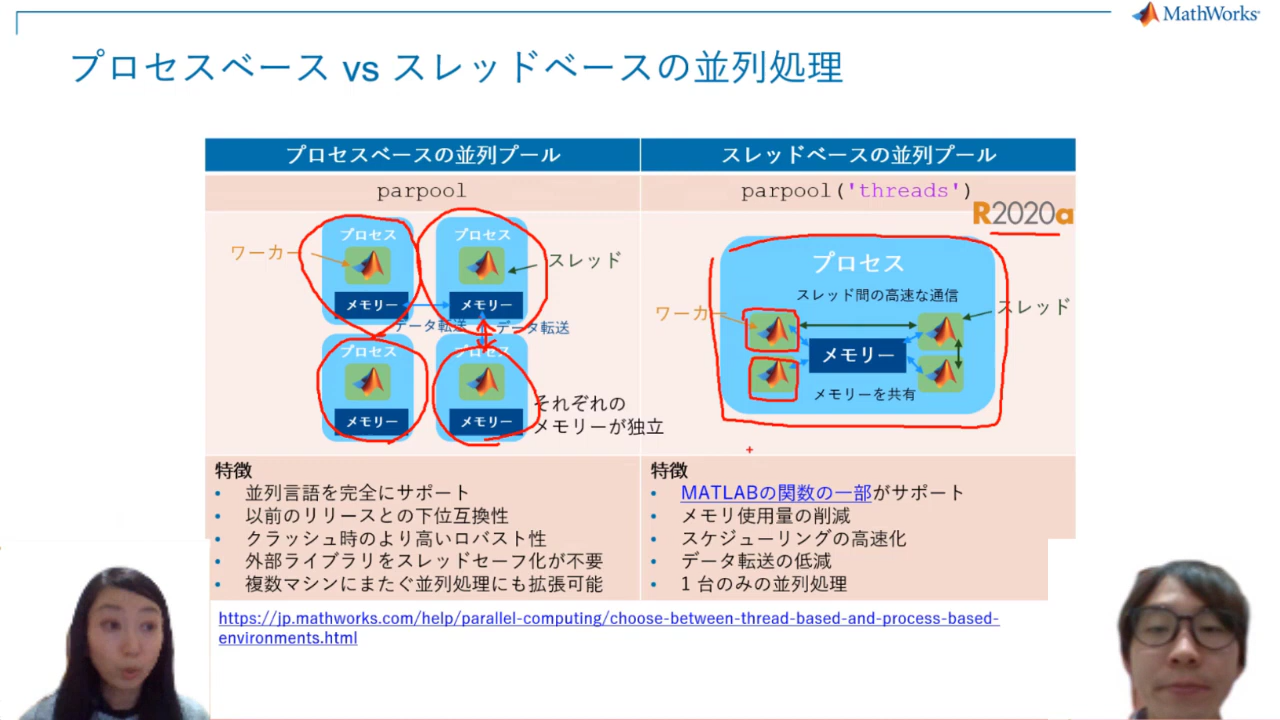 MathWorks
プロセスベース vs スレッドベースの並列処理
プロセスベースの並列プール
スレッドベースの並列プール
parpool
parpool('threads')
R2020a
プロセス
プロセス
ワーカー
スレッド
メモリー
メモリー
データ転送
データ転送
プロセス
プロセス
メモリー
メモリー
それぞれの
メモリーが独立
プロセス
スレッド間の高速な通信
ワーカー
スレッド
メモリー
メモリーを共有
特徴
• 並列言語を完全にサポート
• 以前のリリースとの下位互換性
• クラッシュ時のより高いロバスト性
• 外部ライブラリをスレッドセーフ化が不要
• 複数マシンにまたぐ並列処理にも拡張可能
特徴
• MATLABの関数の一部がサポート
• メモリ使用量の削減
• スケジューリングの高速化
• データ転送の低減
• 1台のみの並列処理
https://jp.mathworks.com/help/parallel-computing/choose-between-thread-based-and-process-based-
environments.html